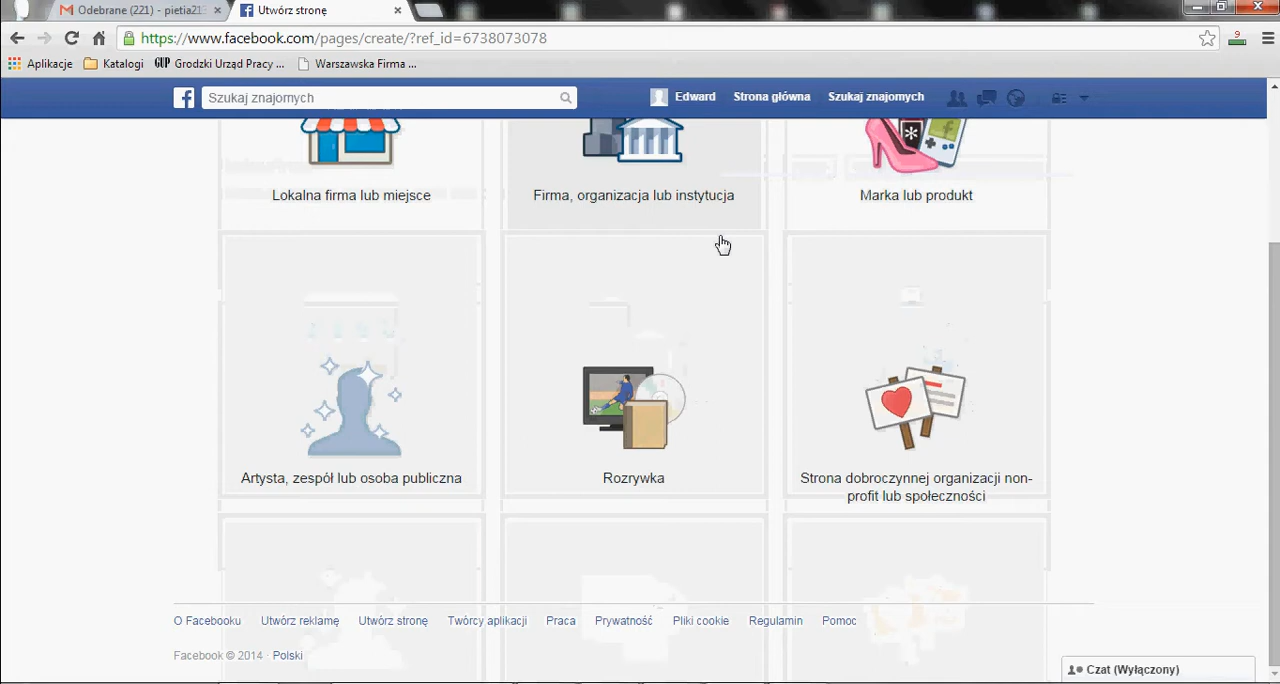 Odebrane (221) - pietia21
Utwórz stronę
https://www.facebook.com/pages/create/?ref_id=6738073078
9
Aplikacje
Katalogi
GUP Grodzki Urząd Pracy ...
Warszawska Firma ...
Szukaj znajomych
Edward
Strona główna
Szukaj znajomych
Lokalna firma lub miejsce
Firma, organizacja lub instytucja
Marka lub produkt
Artysta, zespół lub osoba publiczna
Rozrywka
Strona dobroczynnej organizacji non-
profit lub społeczności
O Facebooku
Utwórz reklamę
Utwórz stronę
Twórcy aplikacji
Praca
Prywatność
Pliki cookie
Regulamin
Pomoc
Facebook © 2014 · Polski
Czat (Wyłączony)